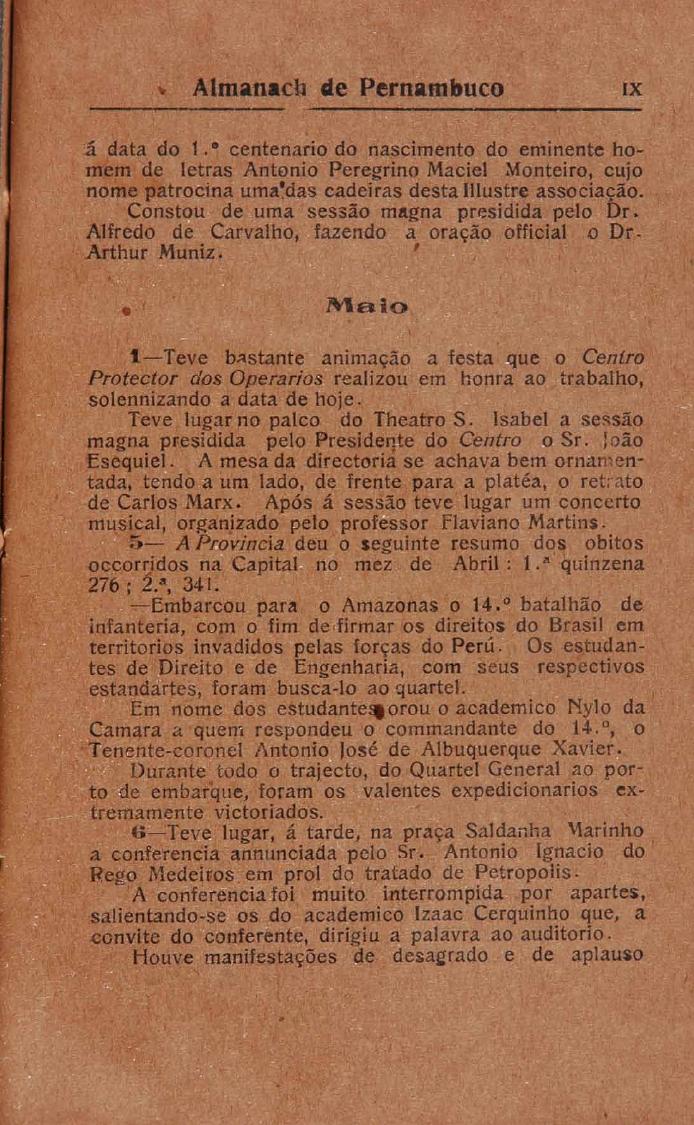 Almanach de Pernambuco IX
á data do 1.º centenario do nascimento do eminente ho-
mem de letras Antonio Peregrino Maciel Monteiro, cujo
nome patrocina uma das cadeiras desta Illustre associação.
Constou de uma sessão magna presidida pelo Dr.
Alfredo de Carvalho, fazendo a oração official o Dr.
Arthur Muniz.
Maio
1—Teve bastante animação a festa que o Centro
Protector dos Operarios realizou em honra ao trabalho,
solennizando a data de hoje.
Teve lugar no palco do Theatro S. Isabel a sessão
magna presidida pelo Presidente do Centro o Sr. João
Esequiel. A mesa da directoria se achava bem ornamen-
tada, tendo a um lado, de frente para a platéa, o retrato
de Carlos Marx. Após á sessão teve lugar um concerto
musical, organizado pelo professor Flaviano Martins.
5— A Provincia deu o seguinte resumo dos obitos
occorridos na Capital no mez de Abril : 1.ª quinzena
276 ; 2.ª, 341.
—Embarcou para o Amazonas o 14.º batalhão de
infanteria, com o fim de firmar os direitos do Brasil em
territorios invadidos pelas forças do Perú. Os estudan-
tes de Direito e de Engenharia, com seus respectivos
estandartes, foram busca-lo ao quartel.
Em nome dos estudantes orou o academico Nylo da
Camara a quem respondeu o commandante do 14.º, o
Tenente-coronel Antonio José de Albuquerque Xavier.
Durante todo o trajecto, do Quartel General ao por-
to de embarque, foram os valentes expedicionarios ex-
tremamente victoriados.
6—Teve lugar, á tarde, na praça Saldanha Marinho
a conferencia annunciada pelo Sr. Antonio Ignacio do
Rego Medeiros em prol do tratado de Petropolis.
A conferencia foi muito interrompida por apartes,
salientando-se os do academico Izaac Cerquinho que, a
convite do conferente, dirigiu a palavra ao auditorio.
Houve manifestações de desagrado e de aplauso